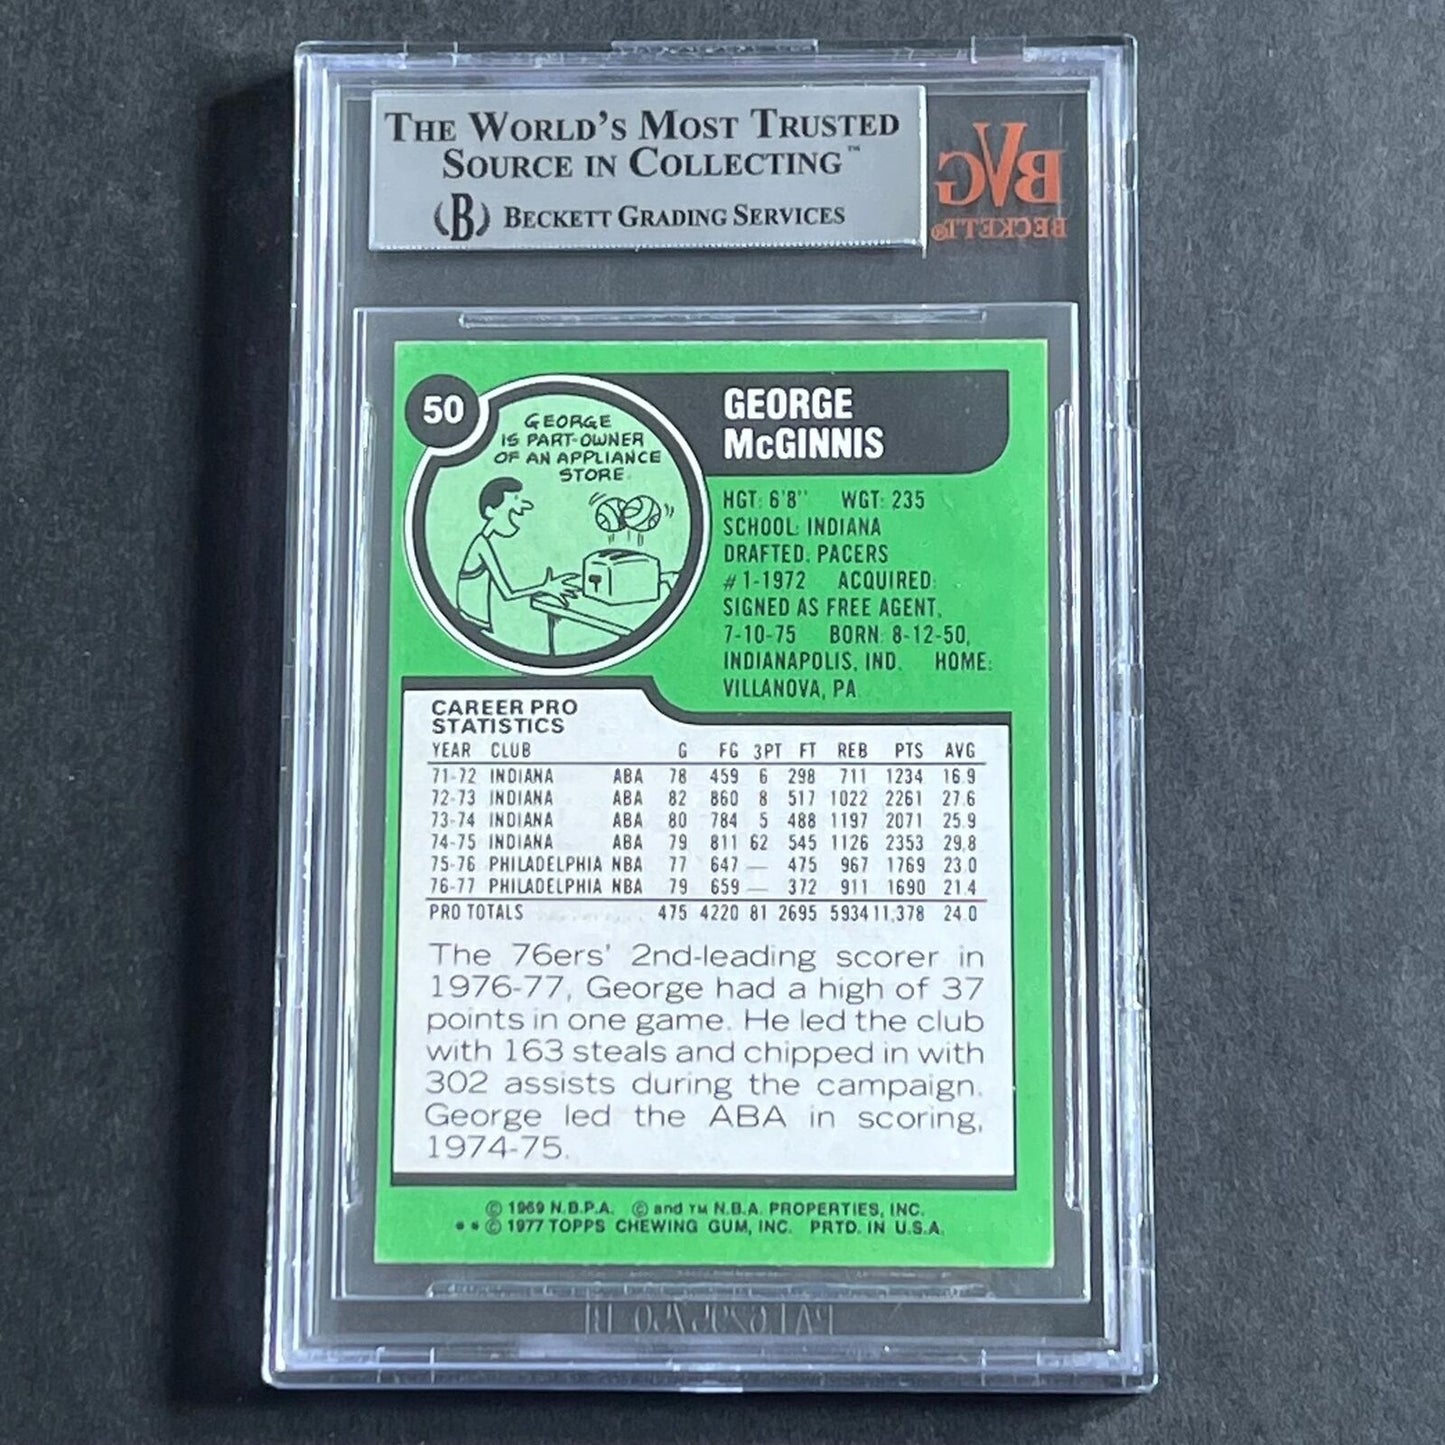 THE WORLD'S MOST TRUSTED
SOURCE IN COLLECTING™
(B) BECKETT GRADING SERVICES
BVG
BECKETT®
50
GEORGE
IS PART-OWNER
OF AN APPLIANCE
STORE.
GEORGE
McGINNIS
HGT: 6'8" WGT: 235
SCHOOL: INDIANA
DRAFTED: PACERS
#1-1972 ACQUIRED:
SIGNED AS FREE AGENT,
7-10-75 BORN: 8-12-50,
INDIANAPOLIS, IND. HOME:
VILLANOVA, PA
CAREER PRO
STATISTICS
YEAR CLUB G FG 3PT FT REB PTS AVG
71-72 INDIANA ABA 78 459 6 298 711 1234 16.9
72-73 INDIANA ABA 82 860 8 517 1022 2261 27.6
73-74 INDIANA ABA 80 784 5 488 1197 2071 25.9
74-75 INDIANA ABA 79 811 62 545 1126 2353 29.8
75-76 PHILADELPHIA NBA 77 647 — 475 967 1769 23.0
76-77 PHILADELPHIA NBA 79 659 — 372 911 1690 21.4
PRO TOTALS 475 4220 81 2695 5934 11,378 24.0
The 76ers' 2nd-leading scorer in
1976-77, George had a high of 37
points in one game. He led the club
with 163 steals and chipped in with
302 assists during the campaign.
George led the ABA in scoring,
1974-75.
© 1969 N.B.P.A. © and TM N.B.A. PROPERTIES, INC.
** © 1977 TOPPS CHEWING GUM, INC. PRTD. IN U.S.A.